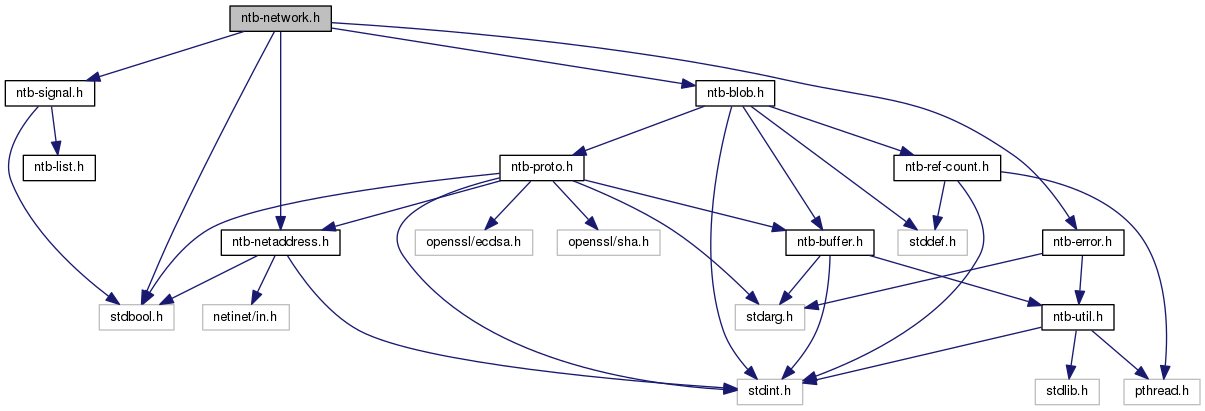 ntb-network.h
ntb-signal.h
ntb-blob.h
ntb-list.h
ntb-proto.h
ntb-ref-count.h
ntb-netaddress.h
openssl/ecdsa.h
openssl/sha.h
ntb-buffer.h
stddef.h
ntb-error.h
stdbool.h
netinet/in.h
stdarg.h
ntb-util.h
stdint.h
stdlib.h
pthread.h